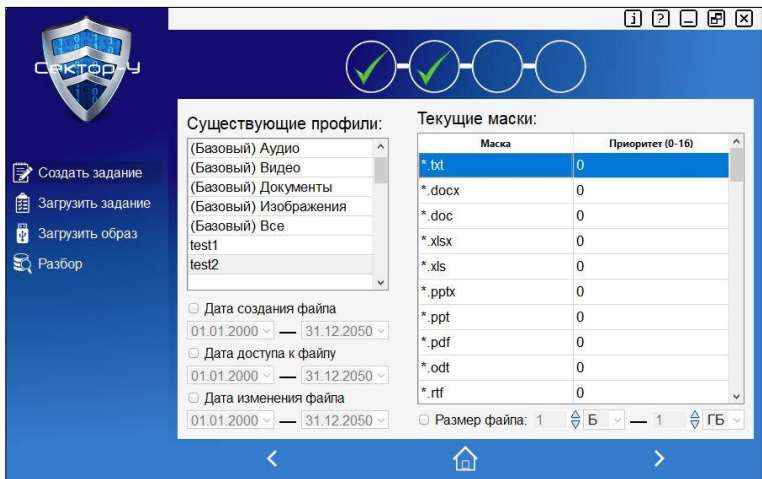 Сектор-У
Создать задание
Загрузить задание
Загрузить образ
Разбор
Существующие профили:
(Базовый) Аудио
(Базовый) Видео
(Базовый) Документы
(Базовый) Изображения
(Базовый) Все
test1
test2
Дата создания файла
01.01.2000 — 31.12.2050
Дата доступа к файлу
01.01.2000 — 31.12.2050
Дата изменения файла
01.01.2000 — 31.12.2050
Текущие маски:
Маска Приоритет (0-16)
*.txt 0
*.docx 0
*.doc 0
*.xlsx 0
*.xls 0
*.pptx 0
*.ppt 0
*.pdf 0
*.odt 0
*.rtf 0
Размер файла: 1 Б — 1 ГБ